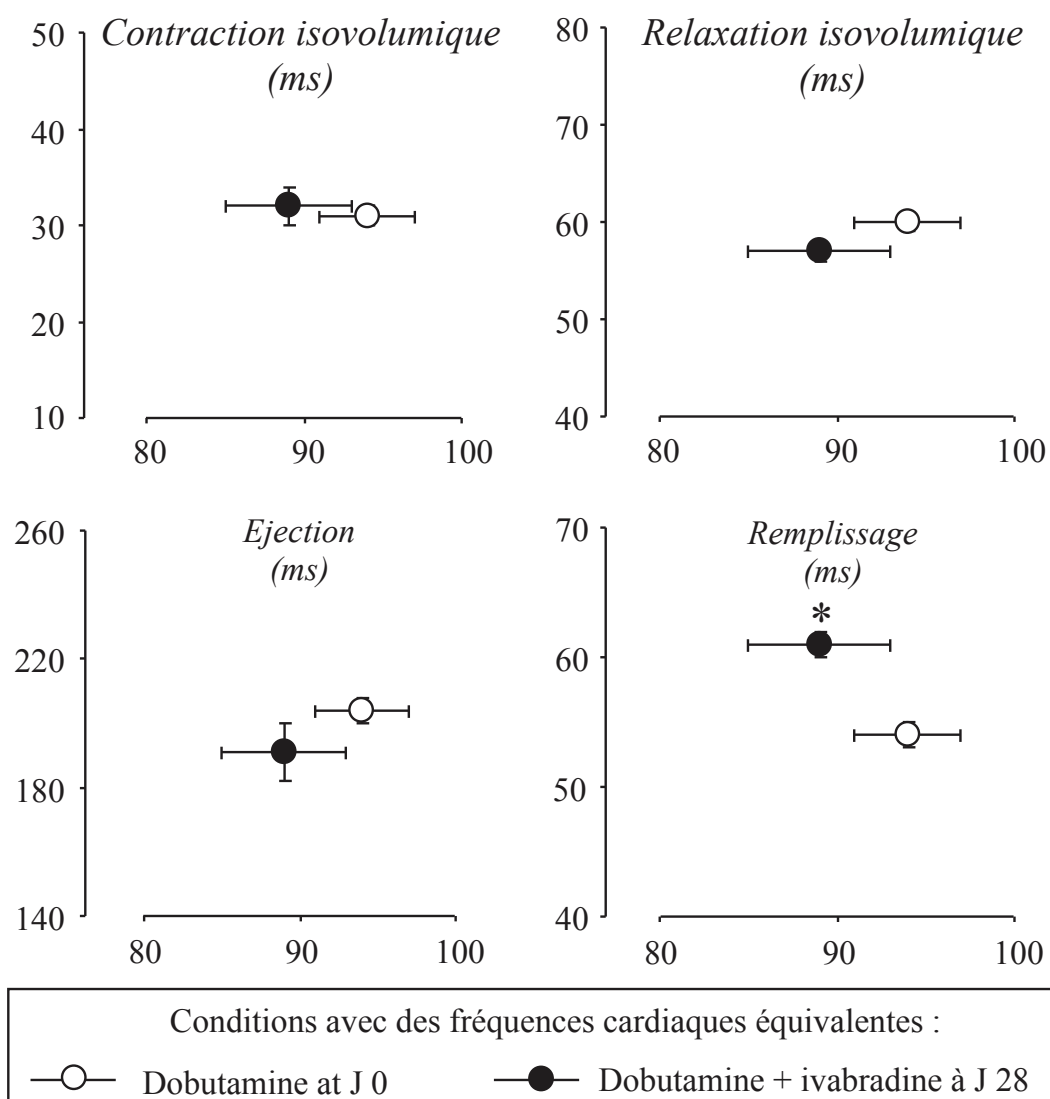 Contraction isovolumique
(ms)
50
40
30
20
10
80 90 100
Relaxation isovolumique
(ms)
80
70
60
50
40
80 90 100
Ejection
(ms)
260
220
180
140
80 90 100
Remplissage
(ms)
70
*
60
50
40
80 90 100
Conditions avec des fréquences cardiaques équivalentes :
Dobutamine at J 0
Dobutamine + ivabradine à J 28